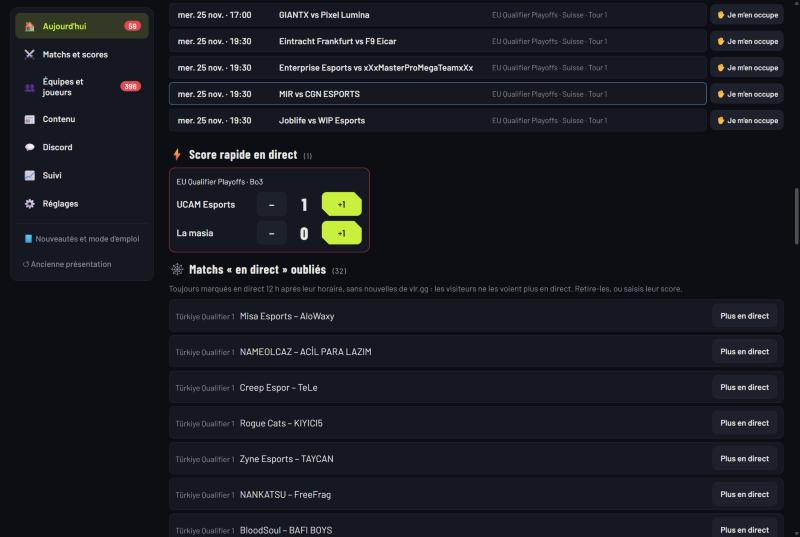 Aujourd'hui
59
Matchs et scores
Équipes et
joueurs
396
Contenu
Discord
Suivi
Réglages
Nouveautés et mode d'emploi
↺ Ancienne présentation
mer. 25 nov. · 17:00 GIANTX vs Pixel Lumina EU Qualifier Playoffs · Suisse · Tour 1 Je m'en occupe
mer. 25 nov. · 19:30 Eintracht Frankfurt vs F9 Eicar EU Qualifier Playoffs · Suisse · Tour 1 Je m'en occupe
mer. 25 nov. · 19:30 Enterprise Esports vs xXxMasterProMegaTeamxXx EU Qualifier Playoffs · Suisse · Tour 1 Je m'en occupe
mer. 25 nov. · 19:30 MIR vs CGN ESPORTS EU Qualifier Playoffs · Suisse · Tour 1 Je m'en occupe
mer. 25 nov. · 19:30 Joblife vs WIP Esports EU Qualifier Playoffs · Suisse · Tour 1 Je m'en occupe
Score rapide en direct (1)
EU Qualifier Playoffs · Bo3
UCAM Esports – 1 +1
La masia – 0 +1
Matchs « en direct » oubliés (32)
Toujours marqués en direct 12 h après leur horaire, sans nouvelles de vlr.gg : les visiteurs ne les voient plus en direct. Retire-les, ou saisis leur score.
Türkiye Qualifier 1 Misa Esports – AloWaxy Plus en direct
Türkiye Qualifier 1 NAMEOLCAZ – ACİL PARA LAZIM Plus en direct
Türkiye Qualifier 1 Creep Espor – TeLe Plus en direct
Türkiye Qualifier 1 Rogue Cats – KIYICI5 Plus en direct
Türkiye Qualifier 1 Zyne Esports – TAYCAN Plus en direct
Türkiye Qualifier 1 NANKATSU – FreeFrag Plus en direct
Türkiye Qualifier 1 BloodSoul – BAFI BOYS Plus en direct